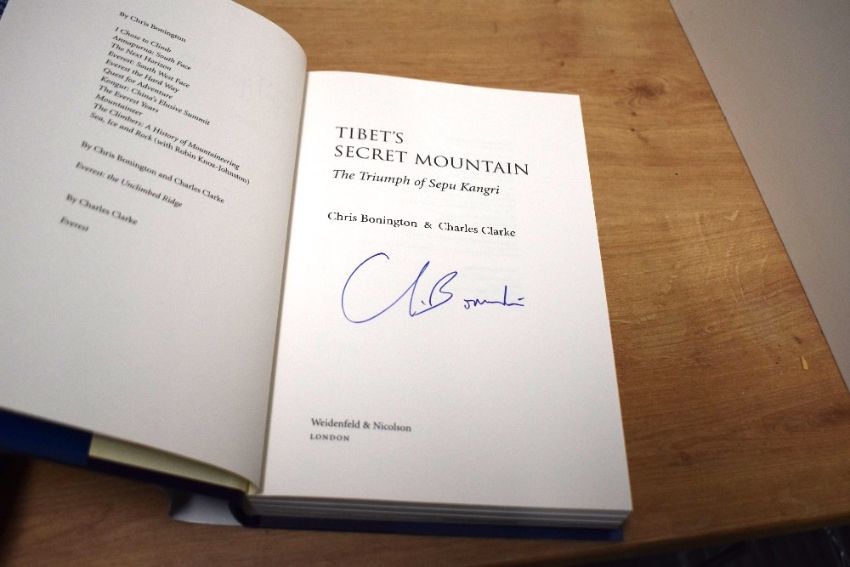 By Chris Bonington
I Chose to Climb
Annapurna: South Face
The Next Horizon
Everest: South West Face
Everest the Hard Way
Quest for Adventure
Kongur: China's Elusive Summit
The Everest Years
Mountaineer
The Climbers: A History of Mountaineering
Sea, Ice and Rock (with Robin Knox-Johnston)
By Chris Bonington and Charles Clarke
Everest: the Unclimbed Ridge
By Charles Clarke
Everest
TIBET'S
SECRET MOUNTAIN
The Triumph of Sepu Kangri
Chris Bonington & Charles Clarke
Weidenfeld & Nicolson
LONDON